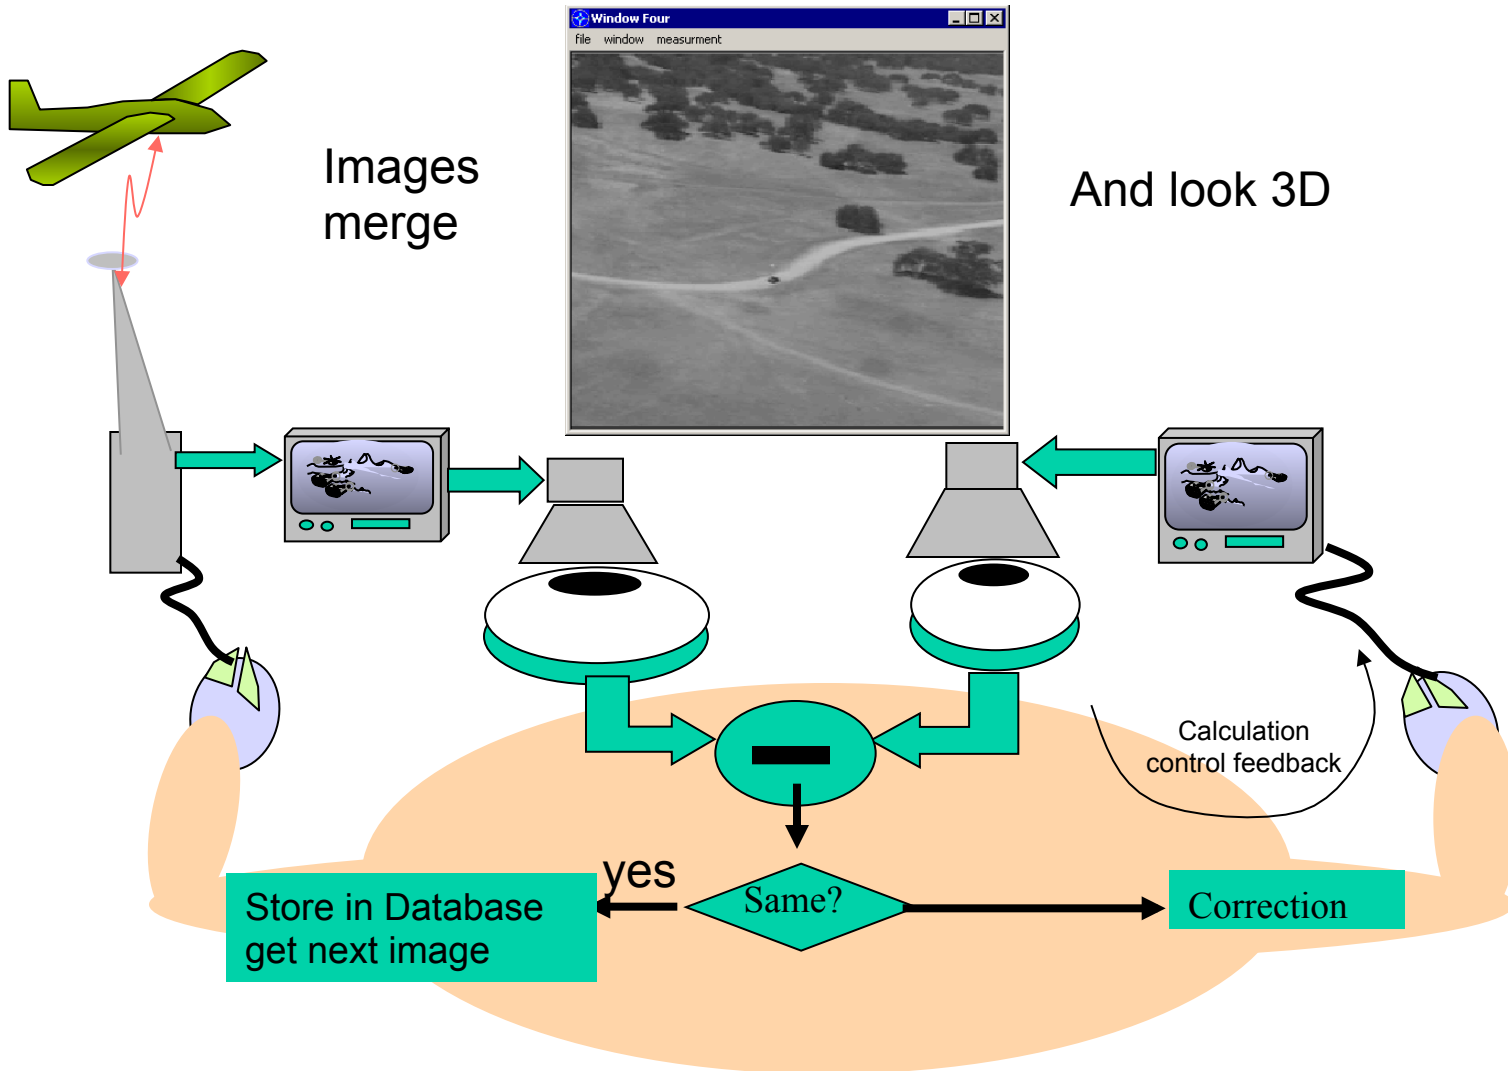 Window Four
file window measurment
Images
merge
And look 3D
Calculation
control feedback
yes
Same?
Store in Database
get next image
Correction